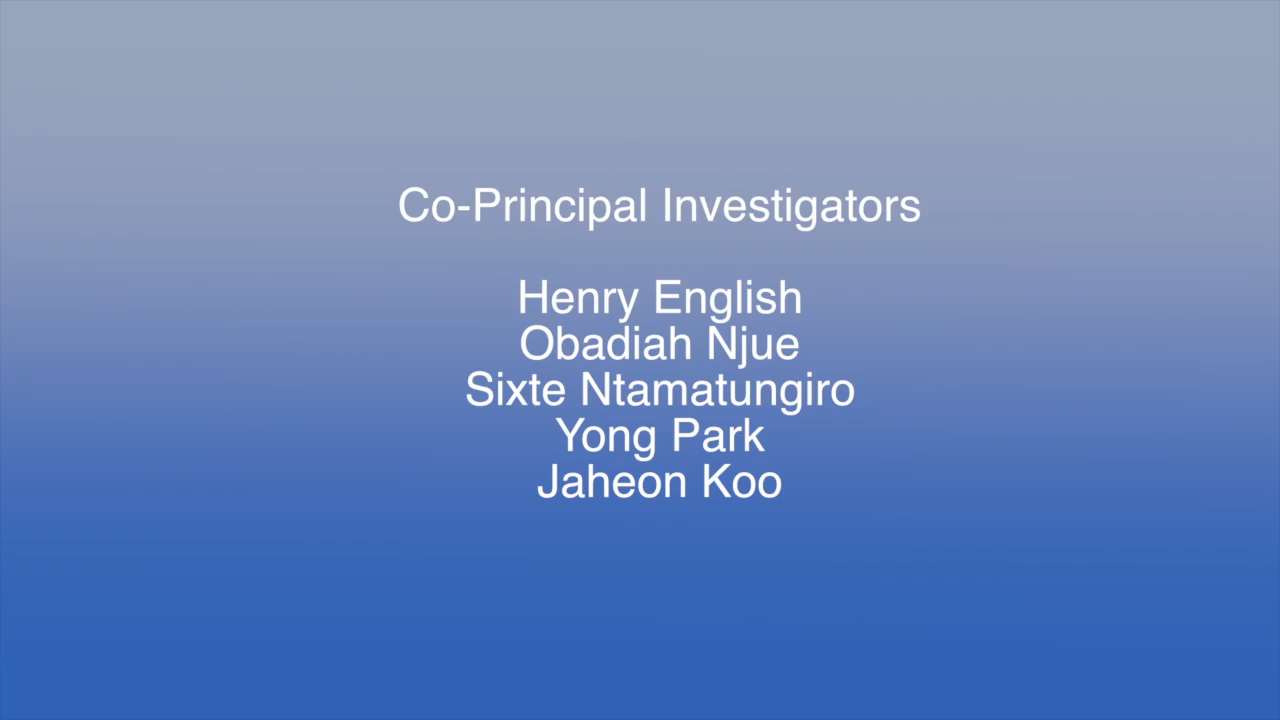 Co-Principal Investigators
Henry English
Obadiah Njue
Sixte Ntamatungiro
Yong Park
Jaheon Koo